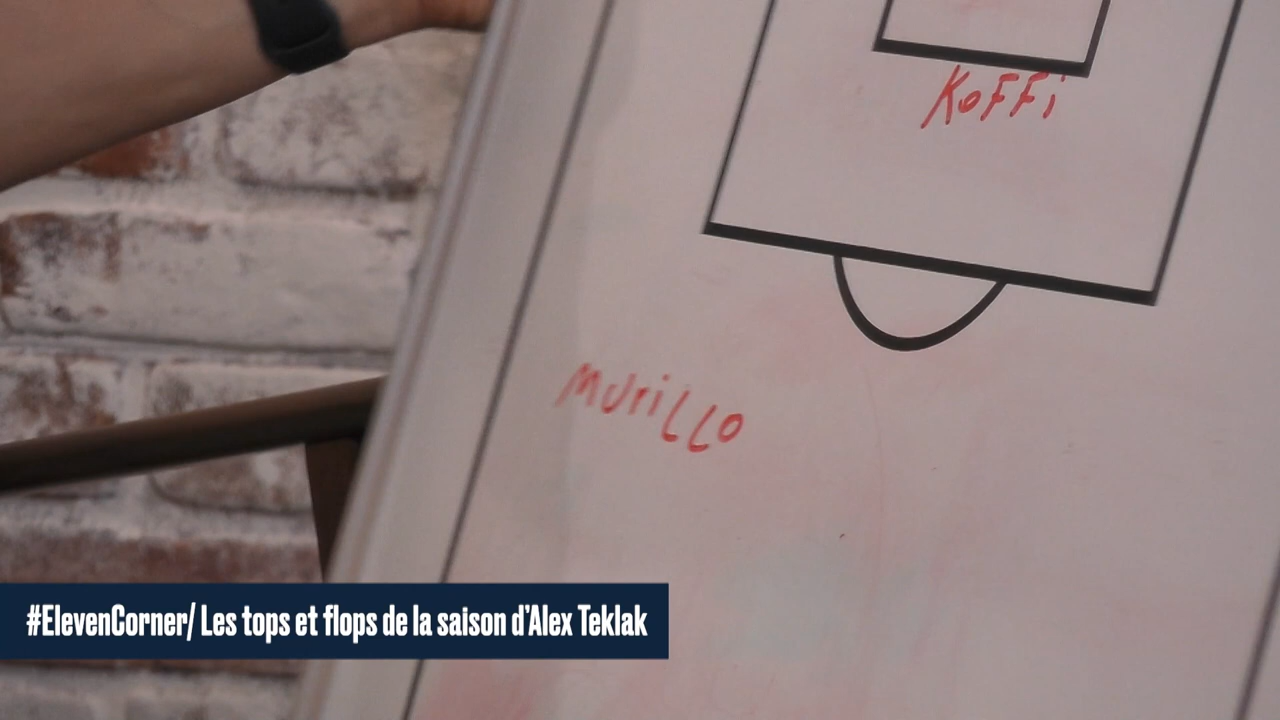 KoFFi
MUriLLo
#ElevenCorner/ Les tops et flops de la saison d'Alex Teklak